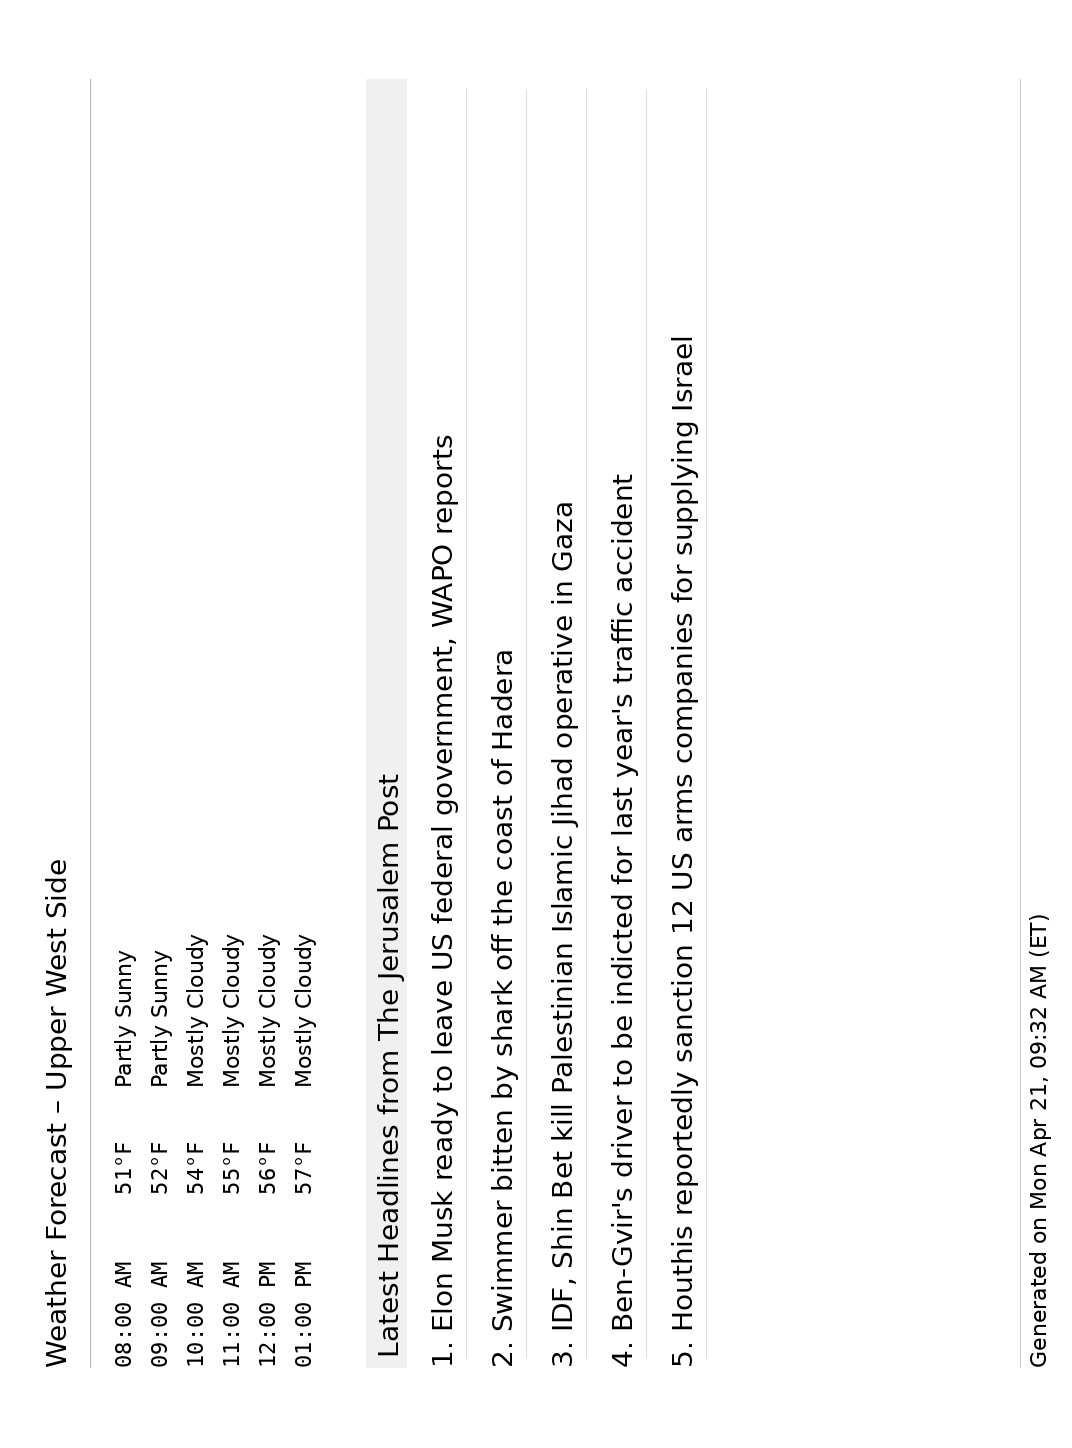 Weather Forecast – Upper West Side
08:00 AM 51°F Partly Sunny
09:00 AM 52°F Partly Sunny
10:00 AM 54°F Mostly Cloudy
11:00 AM 55°F Mostly Cloudy
12:00 PM 56°F Mostly Cloudy
01:00 PM 57°F Mostly Cloudy
Latest Headlines from The Jerusalem Post
1. Elon Musk ready to leave US federal government, WAPO reports
2. Swimmer bitten by shark off the coast of Hadera
3. IDF, Shin Bet kill Palestinian Islamic Jihad operative in Gaza
4. Ben-Gvir's driver to be indicted for last year's traffic accident
5. Houthis reportedly sanction 12 US arms companies for supplying Israel
Generated on Mon Apr 21, 09:32 AM (ET)